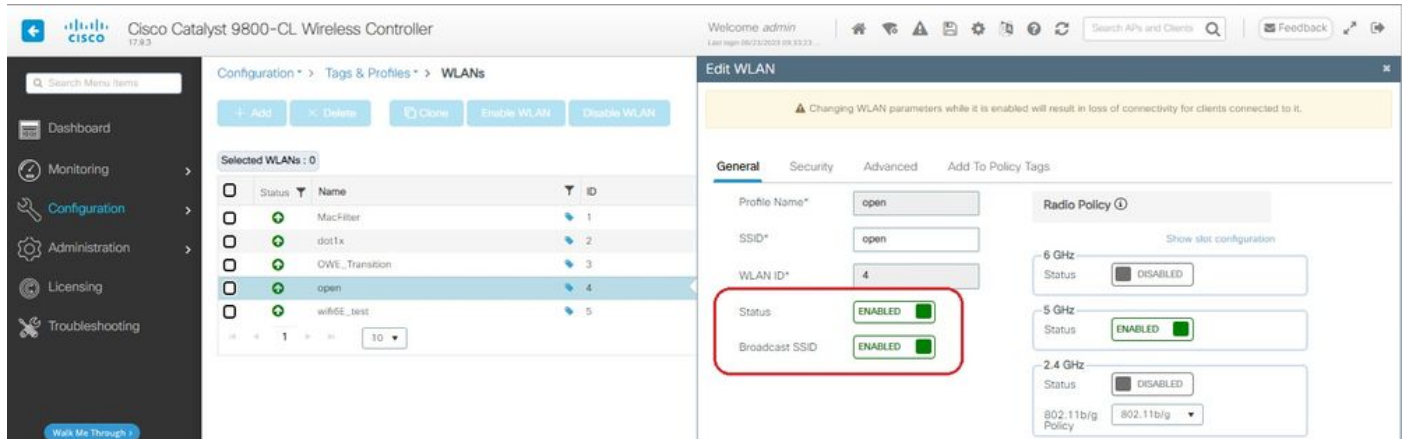 CISCO
Cisco Catalyst 9800-CL Wireless Controller
17.9.3
Welcome admin
Search APs and Clients
Feedback
Search Menu Items
Dashboard
Monitoring
Configuration
Administration
Licensing
Troubleshooting
Walk Me Through >
Configuration > Tags & Profiles > WLANs
+ Add
× Delete
Clone
Enable WLAN
Disable WLAN
Selected WLANs : 0
Status Name ID
MacFilter 1
dot1x 2
OWE_Transition 3
open 4
wifi6E_test 5
1 10
Edit WLAN
Changing WLAN parameters while it is enabled will result in loss of connectivity for clients connected to it.
General Security Advanced Add To Policy Tags
Profile Name* open
SSID* open
WLAN ID* 4
Status ENABLED
Broadcast SSID ENABLED
Radio Policy
Show slot configuration
6 GHz
Status DISABLED
5 GHz
Status ENABLED
2.4 GHz
Status DISABLED
802.11b/g Policy 802.11b/g